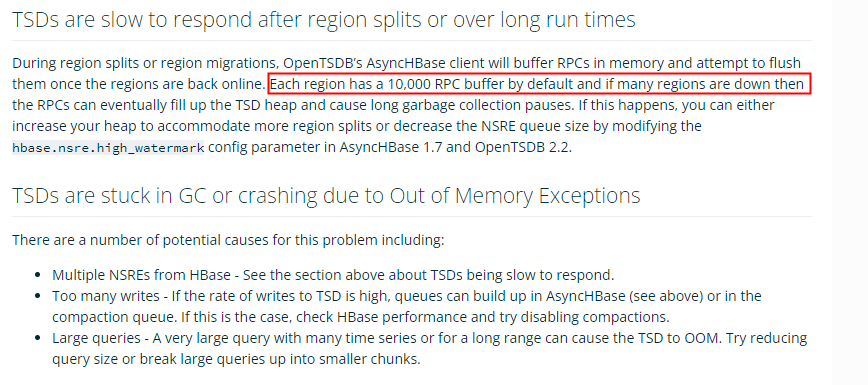 TSDs are slow to respond after region splits or over long run times
During region splits or region migrations, OpenTSDB's AsyncHBase client will buffer RPCs in memory and attempt to flush
them once the regions are back online. Each region has a 10,000 RPC buffer by default and if many regions are down then
the RPCs can eventually fill up the TSD heap and cause long garbage collection pauses. If this happens, you can either
increase your heap to accommodate more region splits or decrease the NSRE queue size by modifying the
hbase.nsre.high_watermark config parameter in AsyncHBase 1.7 and OpenTSDB 2.2.
TSDs are stuck in GC or crashing due to Out of Memory Exceptions
There are a number of potential causes for this problem including:
• Multiple NSREs from HBase - See the section above about TSDs being slow to respond.
• Too many writes - If the rate of writes to TSD is high, queues can build up in AsyncHBase (see above) or in the
compaction queue. If this is the case, check HBase performance and try disabling compactions.
• Large queries - A very large query with many time series or for a long range can cause the TSD to OOM. Try reducing
query size or break large queries up into smaller chunks.